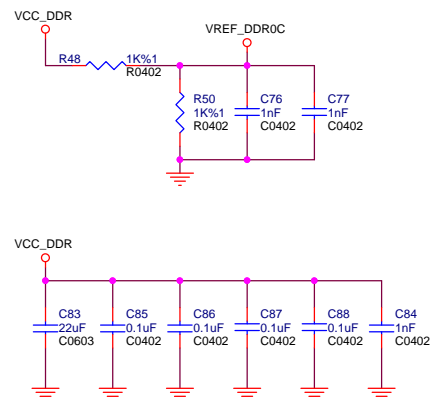 VCC_DDR
VREF_DDR0C
R48 1K%1
R0402
R50
1K%1
R0402
C76
1nF
C0402
C77
1nF
C0402
VCC_DDR
C83
22uF
C0603
C85
0.1uF
C0402
C86
0.1uF
C0402
C87
0.1uF
C0402
C88
0.1uF
C0402
C84
1nF
C0402